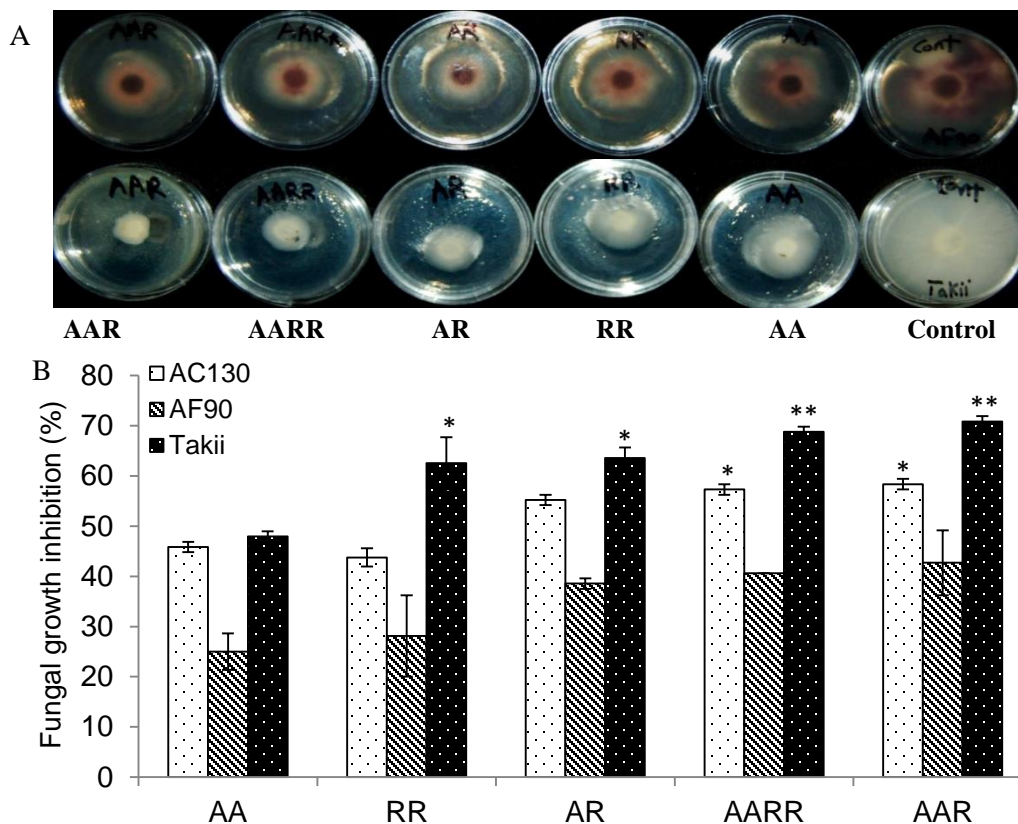 A
AAR AARR AR RR AA Cont
AF90
AAR AARR AR RR AA Cont
Takii
AAR AARR AR RR AA Control
B
80
70
60
50
40
30
20
10
0
Fungal growth inhibition (%)
AC130
AF90
Takii
*
*
*
**
*
**
AA RR AR AARR AAR